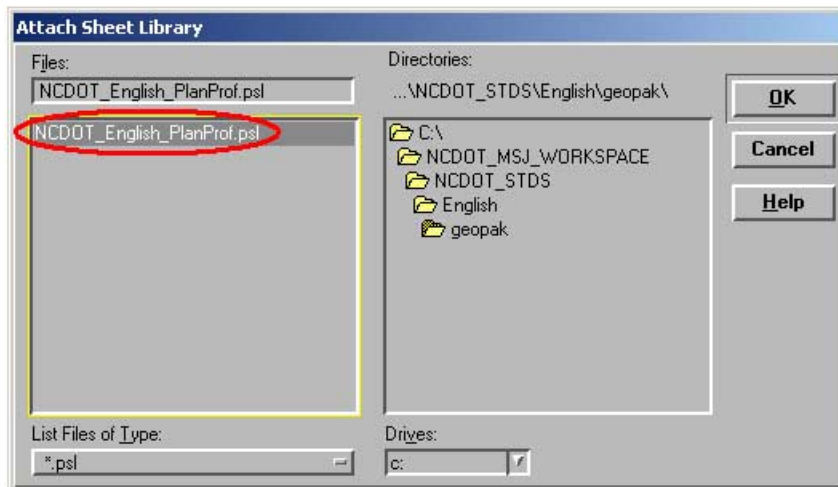 Attach Sheet Library
Files:
NCDOT_English_PlanProf.psl
NCDOT_English_PlanProf.psl
List Files of Type:
*.psl
Directories:
...\NCDOT_STDS\English\geopak\
C:\
NCDOT_MSJ_WORKSPACE
NCDOT_STDS
English
geopak
Drives:
c:
OK
Cancel
Help